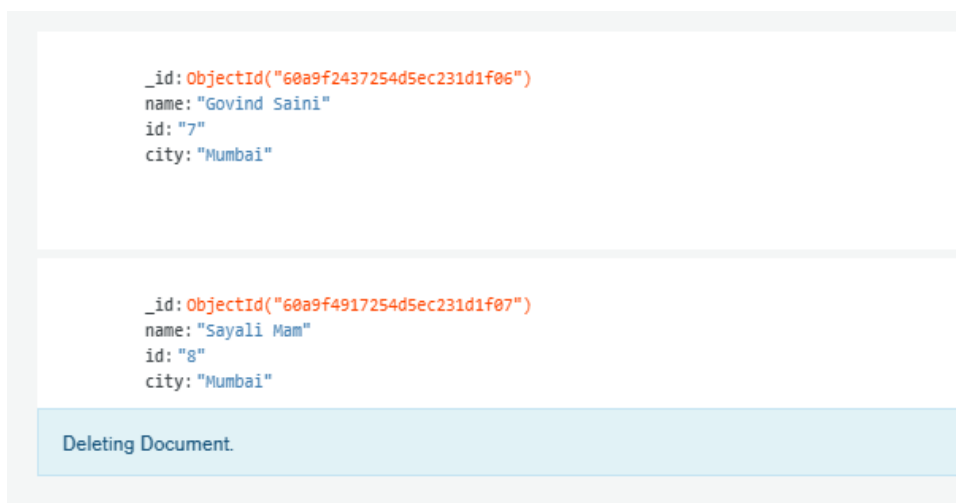 _id: ObjectId("60a9f2437254d5ec231d1f06")
name: "Govind Saini"
id: "7"
city: "Mumbai"
_id: ObjectId("60a9f4917254d5ec231d1f07")
name: "Sayali Mam"
id: "8"
city: "Mumbai"
Deleting Document.